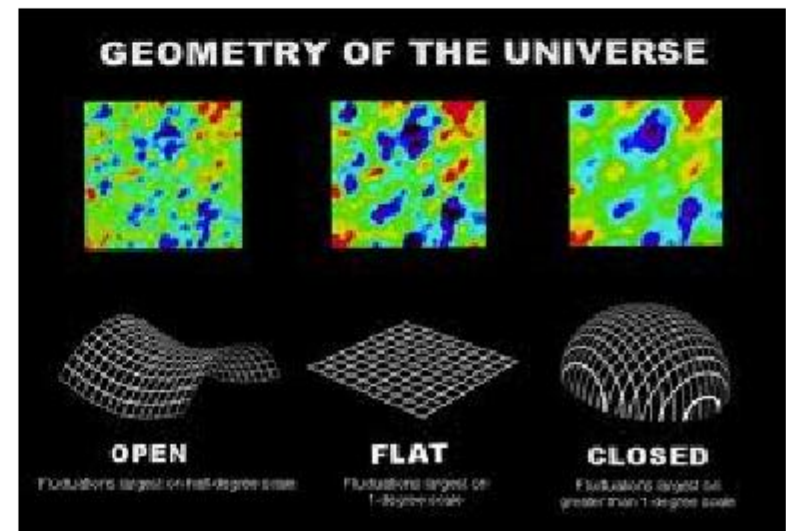 GEOMETRY OF THE UNIVERSE
OPEN
FLAT
CLOSED
Fluctuations largest on half-degree scale
Fluctuations largest on
1-degree scale
Fluctuations largest on
greater than 1-degree scale